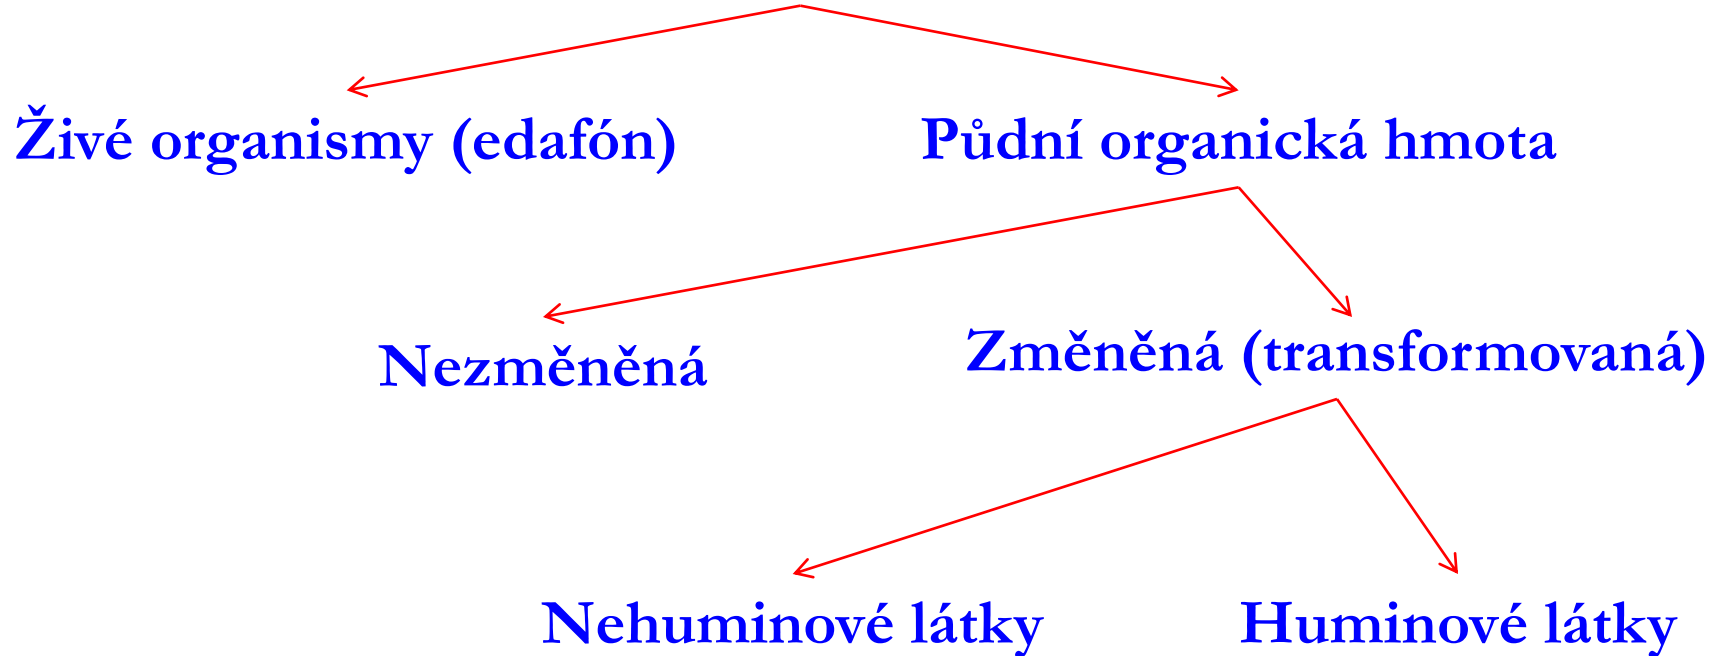 Živé organismy (edafón)
Půdní organická hmota
Nezměněná
Změněná (transformovaná)
Nehuminové látky
Huminové látky